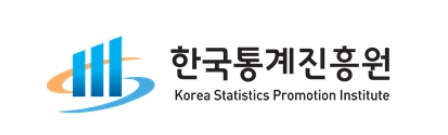 한국통계진흥원
Korea Statistics Promotion Institute